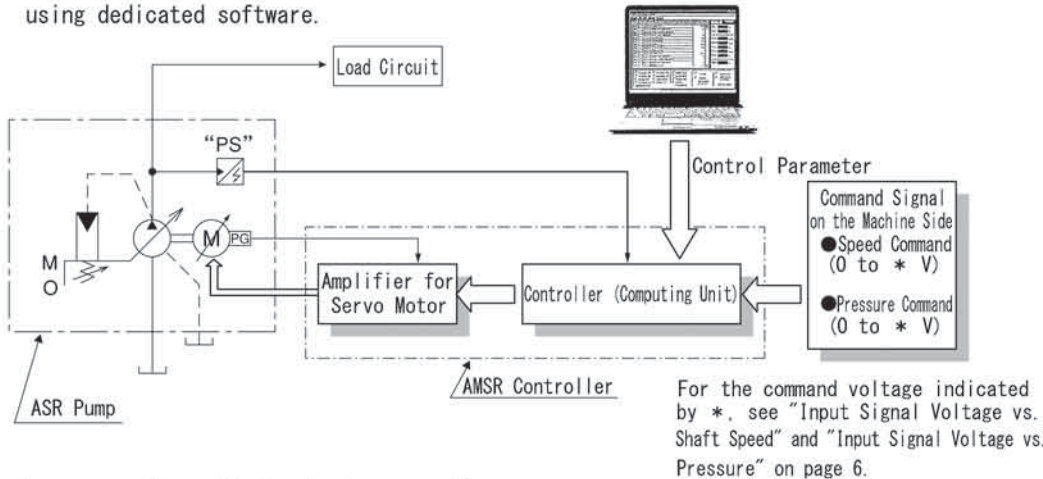 using dedicated software.
Load Circuit
"PS"
Control Parameter
Command Signal
on the Machine Side
●Speed Command
(0 to * V)
●Pressure Command
(0 to * V)
M
O
M
PG
Amplifier for
Servo Motor
Controller (Computing Unit)
ASR Pump
AMSR Controller
For the command voltage indicated
by *, see "Input Signal Voltage vs.
Shaft Speed" and "Input Signal Voltage vs.
Pressure" on page 6.